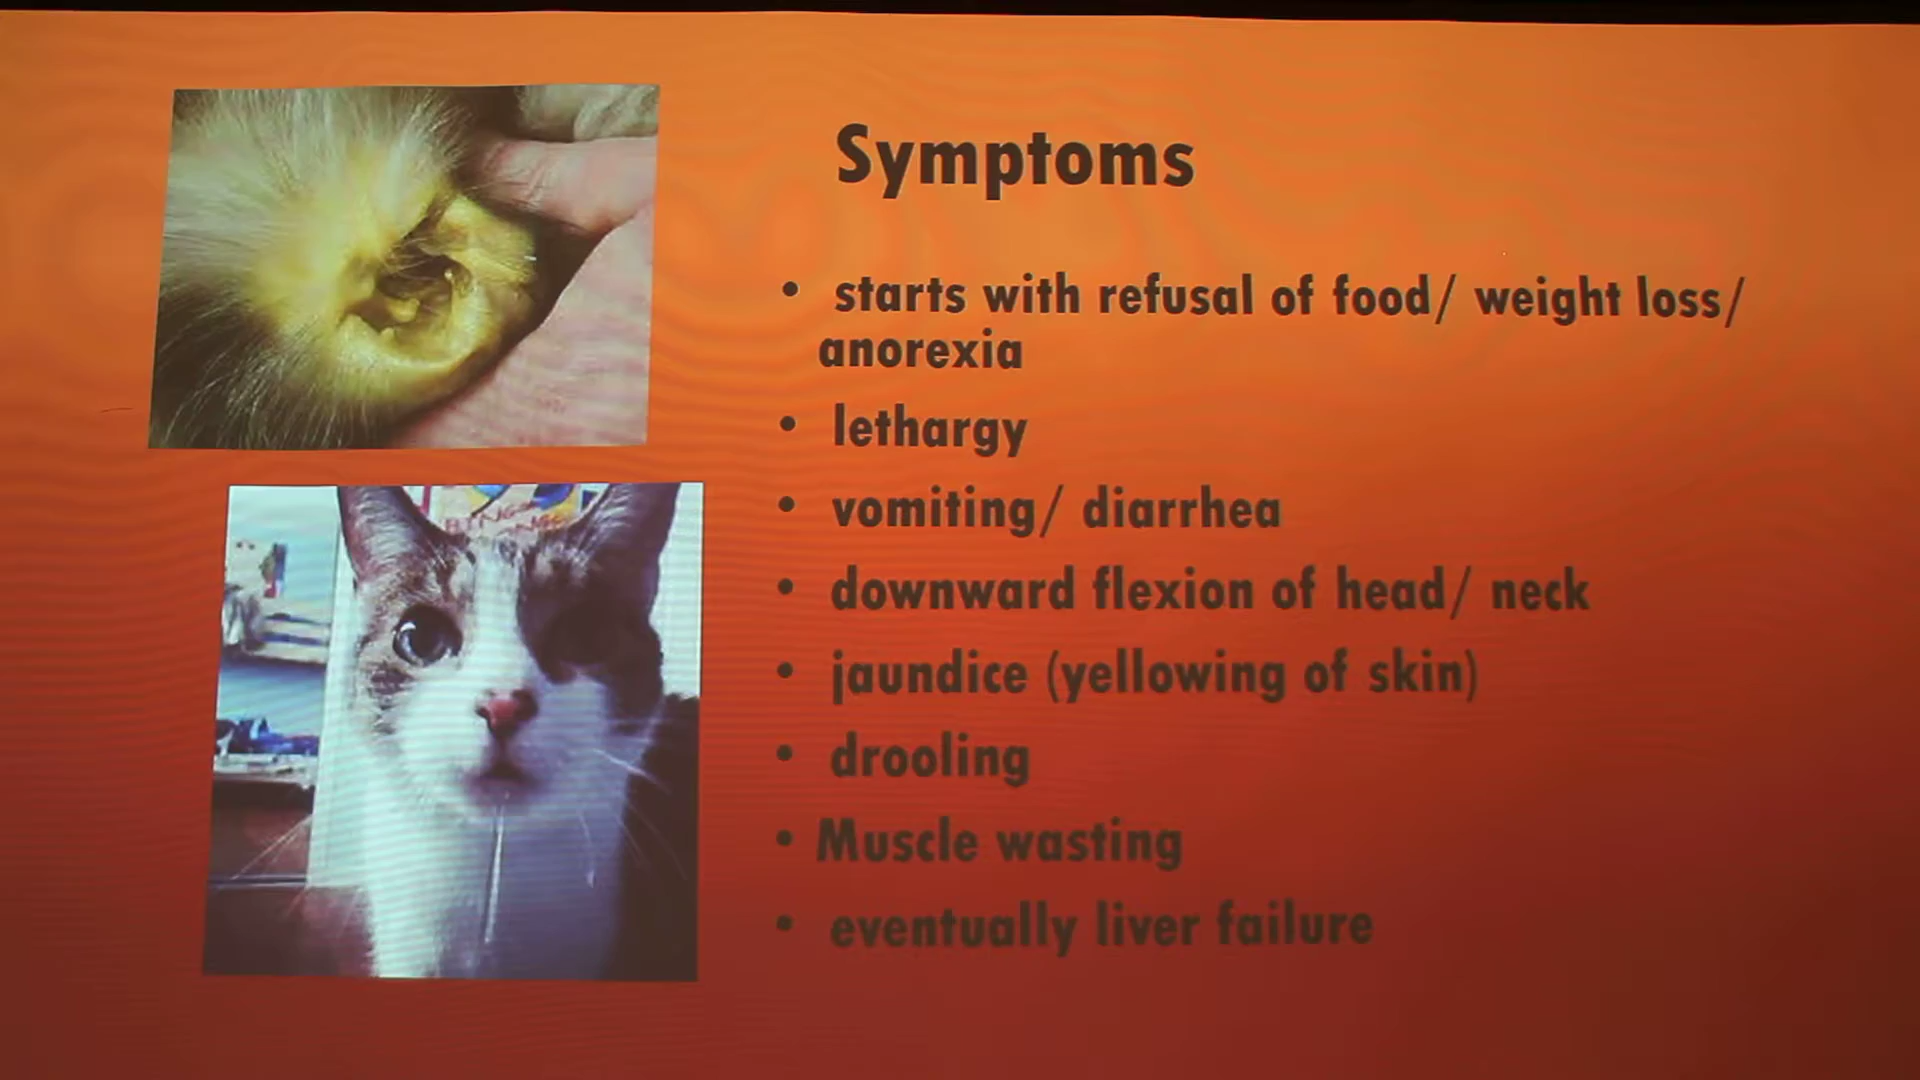 Symptoms
• starts with refusal of food/ weight loss/
anorexia
• lethargy
• vomiting/ diarrhea
• downward flexion of head/ neck
• jaundice (yellowing of skin)
• drooling
• Muscle wasting
• eventually liver failure